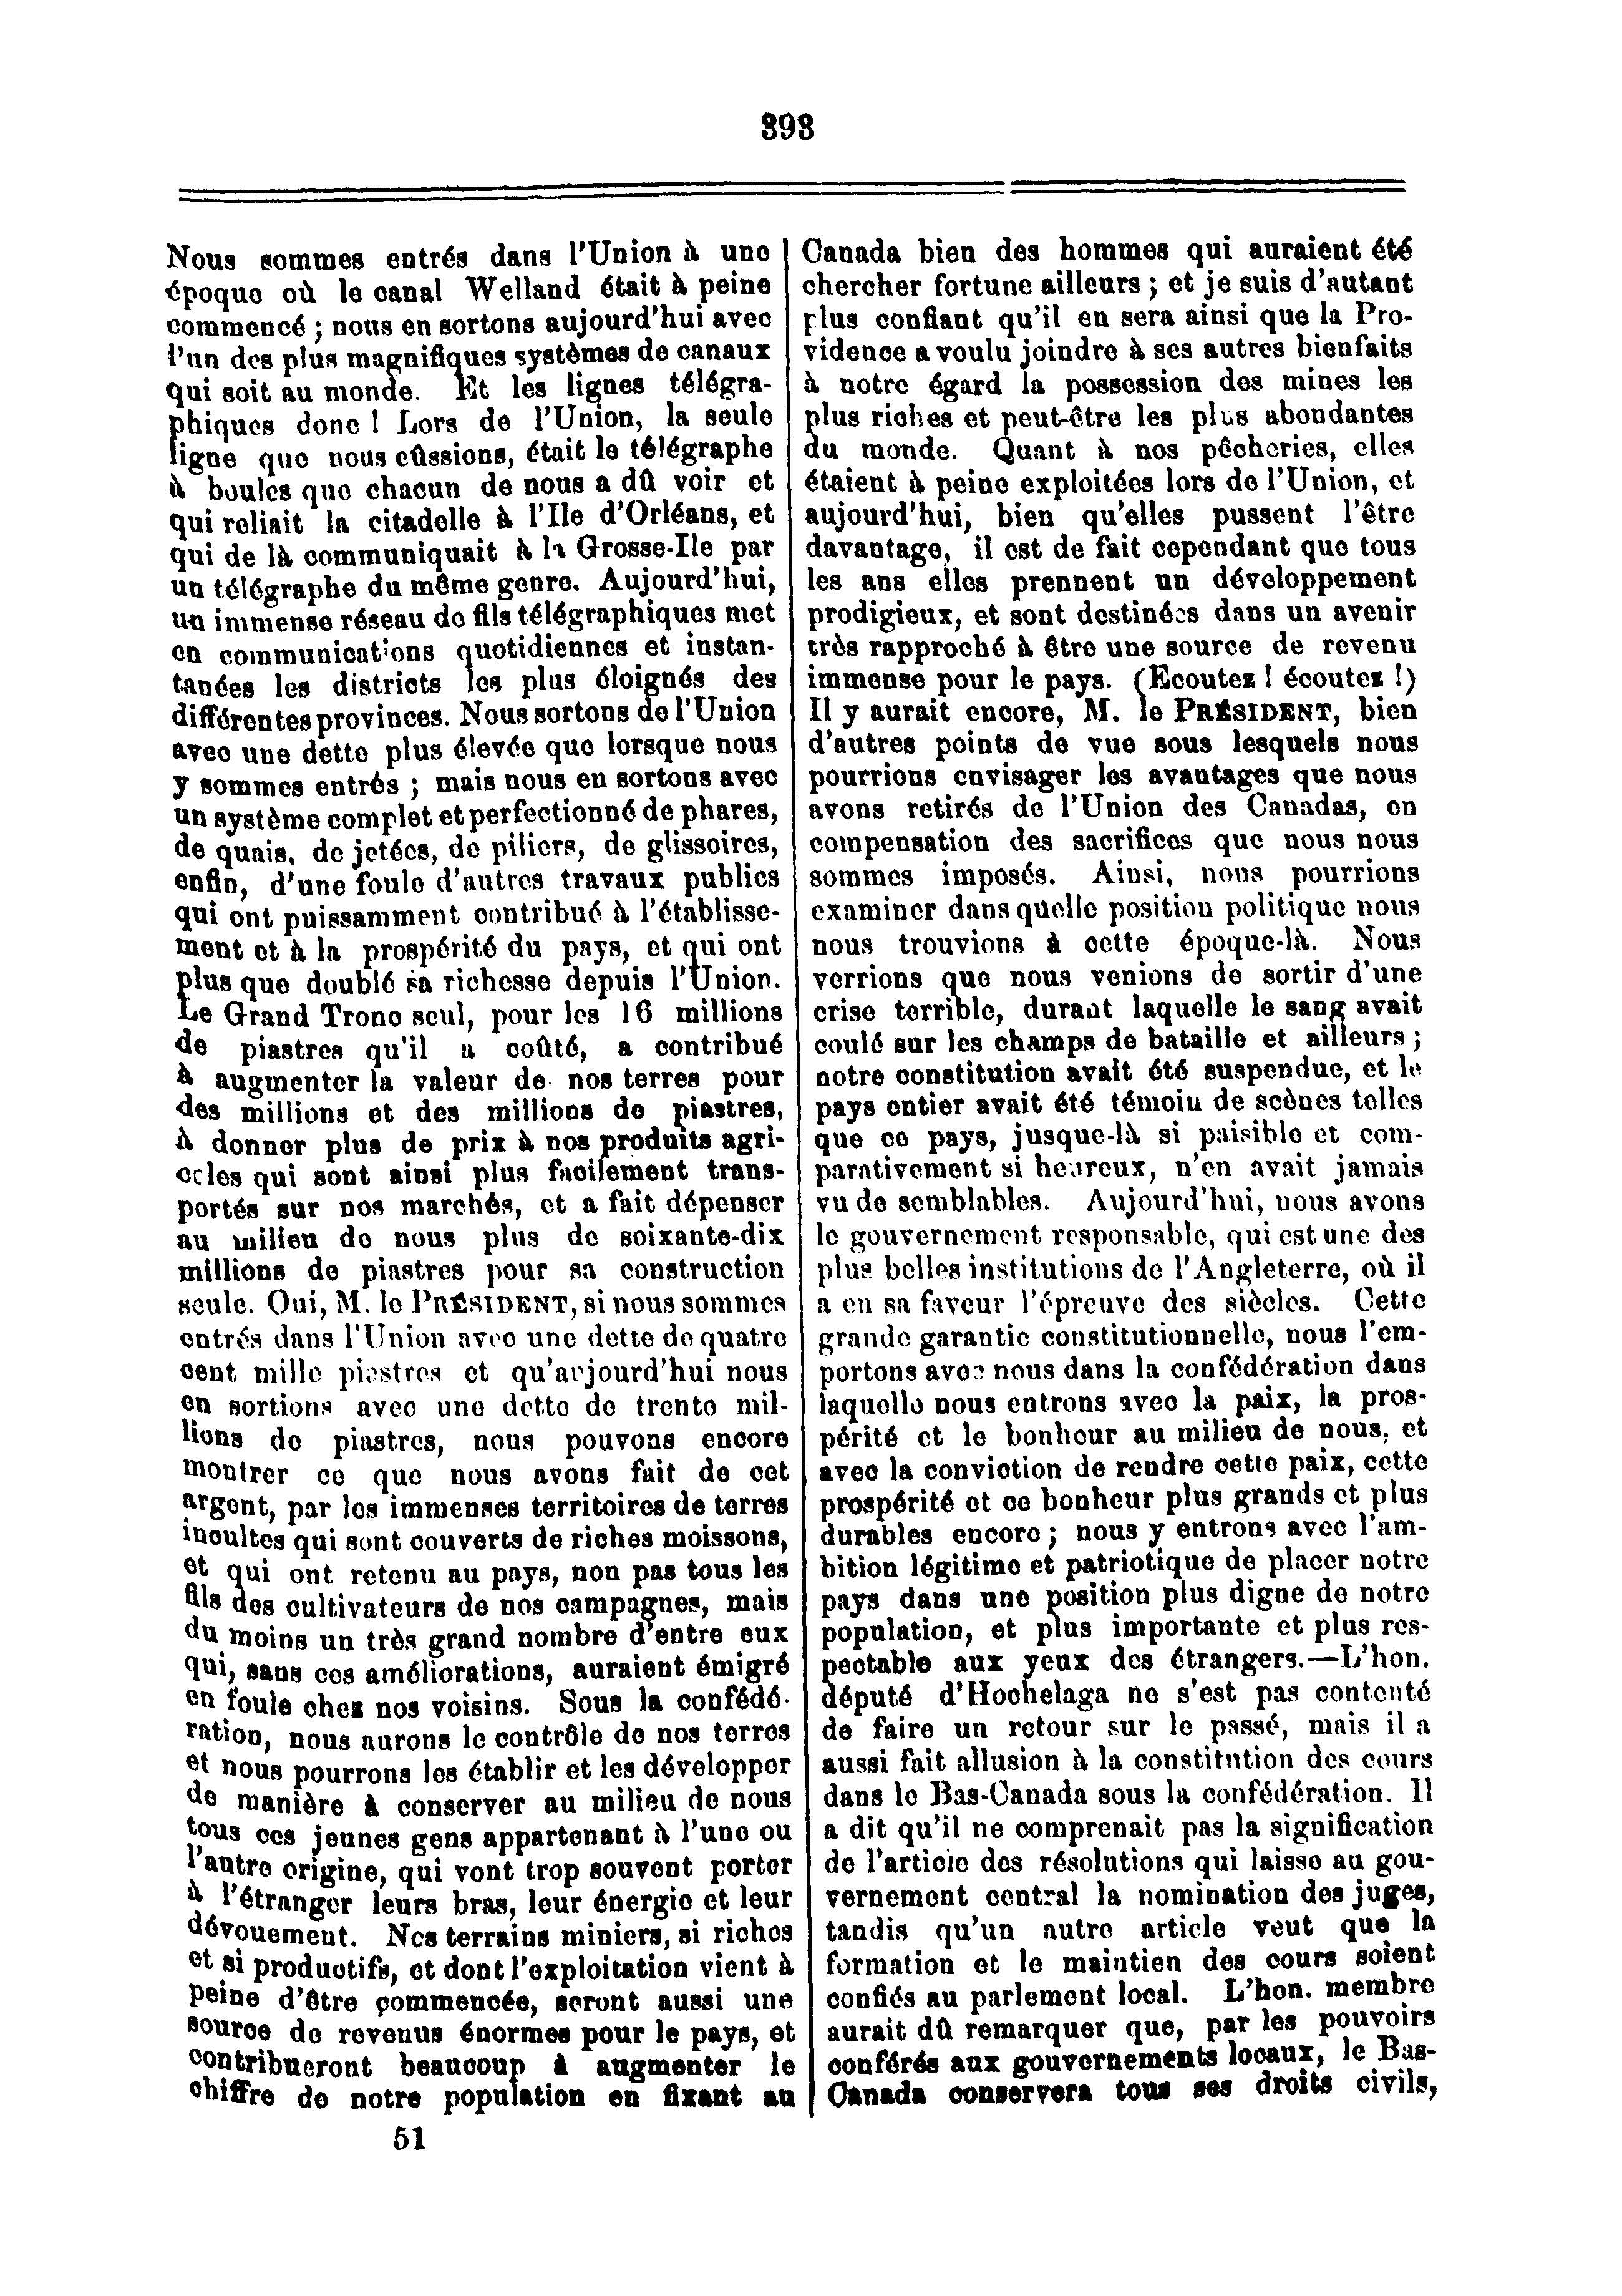 393
Nous sommes entrés dans l'Union à une
époque où le canal Welland était à peine
commencé ; nous en sortons aujourd'hui avec
l'un des plus magnifiques systèmes de canaux
qui soit au monde. Et les lignes télégra-
phiques donc ! Lors de l'Union, la seule
ligne que nous eûssions, était le télégraphe
à boules que chacun de nous a dû voir et
qui reliait la citadelle à l'Ile d'Orléans, et
qui de là communiquait à la Grosse-Ile par
un télégraphe du même genre. Aujourd'hui,
un immense réseau de fils télégraphiques met
en communications quotidiennes et instan-
tanées les districts les plus éloignés des
différentes provinces. Nous sortons de l'Union
avec une dette plus élevée que lorsque nous
y sommes entrés ; mais nous en sortons avec
un système complet et perfectionné de phares,
de quais, de jetées, de piliers, de glissoires,
enfin, d'une foule d'autres travaux publics
qui ont puissamment contribué à l'établisse-
ment et à la prospérité du pays, et qui ont
plus que doublé sa richesse depuis l'Union.
Le Grand Tronc seul, pour les 16 millions
de piastres qu'il a coûté, a contribué
à augmenter la valeur de nos terres pour
des millions et des millions de piastres,
à donner plus de prix à nos produits agri-
coles qui sont ainsi plus facilement trans-
portés sur nos marchés, et a fait dépenser
au milieu de nous plus de soixante-dix
millions de piastres pour sa construction
seule. Oui, M. le PRÉSIDENT, si nous sommes
entrés dans l'Union avec une dette de quatre
cent mille piastres et qu'aujourd'hui nous
en sortions avec une dette de trente mil-
lions de piastres, nous pouvons encore
montrer ce que nous avons fait de cet
argent, par les immenses territoires de terres
incultes qui sont couverts de riches moissons,
et qui ont retenu au pays, non pas tous les
fils des cultivateurs de nos campagnes, mais
du moins un très grand nombre d'entre eux
qui, sans ces améliorations, auraient émigré
en foule chez nos voisins. Sous la confédé-
ration, nous aurons le contrôle de nos terres
et nous pourrons les établir et les développer
de manière à conserver au milieu de nous
tous ces jeunes gens appartenant à l'une ou
l'autre origine, qui vont trop souvent porter
à l'étranger leurs bras, leur énergie et leur
dévouement. Nos terrains miniers, si riches
et si productifs, et dont l'exploitation vient à
peine d'être commencée, seront aussi une
source de revenus énormes pour le pays, et
contribueront beaucoup à augmenter le
chiffre de notre population en fixant au
51
Canada bien des hommes qui auraient été
chercher fortune ailleurs ; et je suis d'autant
plus confiant qu'il en sera ainsi que la Pro-
vidence a voulu joindre à ses autres bienfaits
à notre égard la possession des mines les
plus riches et peut-être les plus abondantes
du monde. Quant à nos pêcheries, elles
étaient à peine exploitées lors de l'Union, et
aujourd'hui, bien qu'elles pussent l'être
davantage, il est de fait cependant que tous
les ans elles prennent un développement
prodigieux, et sont destinées dans un avenir
très rapproché à être une source de revenu
immense pour le pays. (Ecoutez ! écoutez !)
Il y aurait encore, M. le PRÉSIDENT, bien
d'autres points de vue sous lesquels nous
pourrions envisager les avantages que nous
avons retirés de l'Union des Canadas, en
compensation des sacrifices que nous nous
sommes imposés. Ainsi, nous pourrions
examiner dans quelle position politique nous
nous trouvions à cette époque-là. Nous
verrions que nous venions de sortir d'une
crise terrible, durant laquelle le sang avait
coulé sur les champs de bataille et ailleurs ;
notre constitution avait été suspendue, et le
pays entier avait été témoin de scènes telles
que ce pays, jusque-là si paisible et com-
parativement si heureux, n'en avait jamais
vu de semblables. Aujourd'hui, nous avons
le gouvernement responsable, qui est une des
plus belles institutions de l'Angleterre, où il
a en sa faveur l'épreuve des siècles. Cette
grande garantie constitutionnelle, nous l'em-
portons avec nous dans la confédération dans
laquelle nous entrons avec la paix, la pros-
périté et le bonheur au milieu de nous, et
avec la conviction de rendre cette paix, cette
prospérité et ce bonheur plus grands et plus
durables encore ; nous y entrons avec l'am-
bition légitime et patriotique de placer notre
pays dans une position plus digne de notre
population, et plus importante et plus res-
pectable aux yeux des étrangers.—L'hon.
député d'Hochelaga ne s'est pas contenté
de faire un retour sur le passé, mais il a
aussi fait allusion à la constitution des cours
dans le Bas-Canada sous la confédération. Il
a dit qu'il ne comprenait pas la signification
de l'article des résolutions qui laisse au gou-
vernement central la nomination des juges,
tandis qu'un autre article veut que la
formation et le maintien des cours soient
confiés au parlement local. L'hon. membre
aurait dû remarquer que, par les pouvoirs
conférés aux gouvernements locaux, le Bas-
Canada conservera tous ses droits civils,